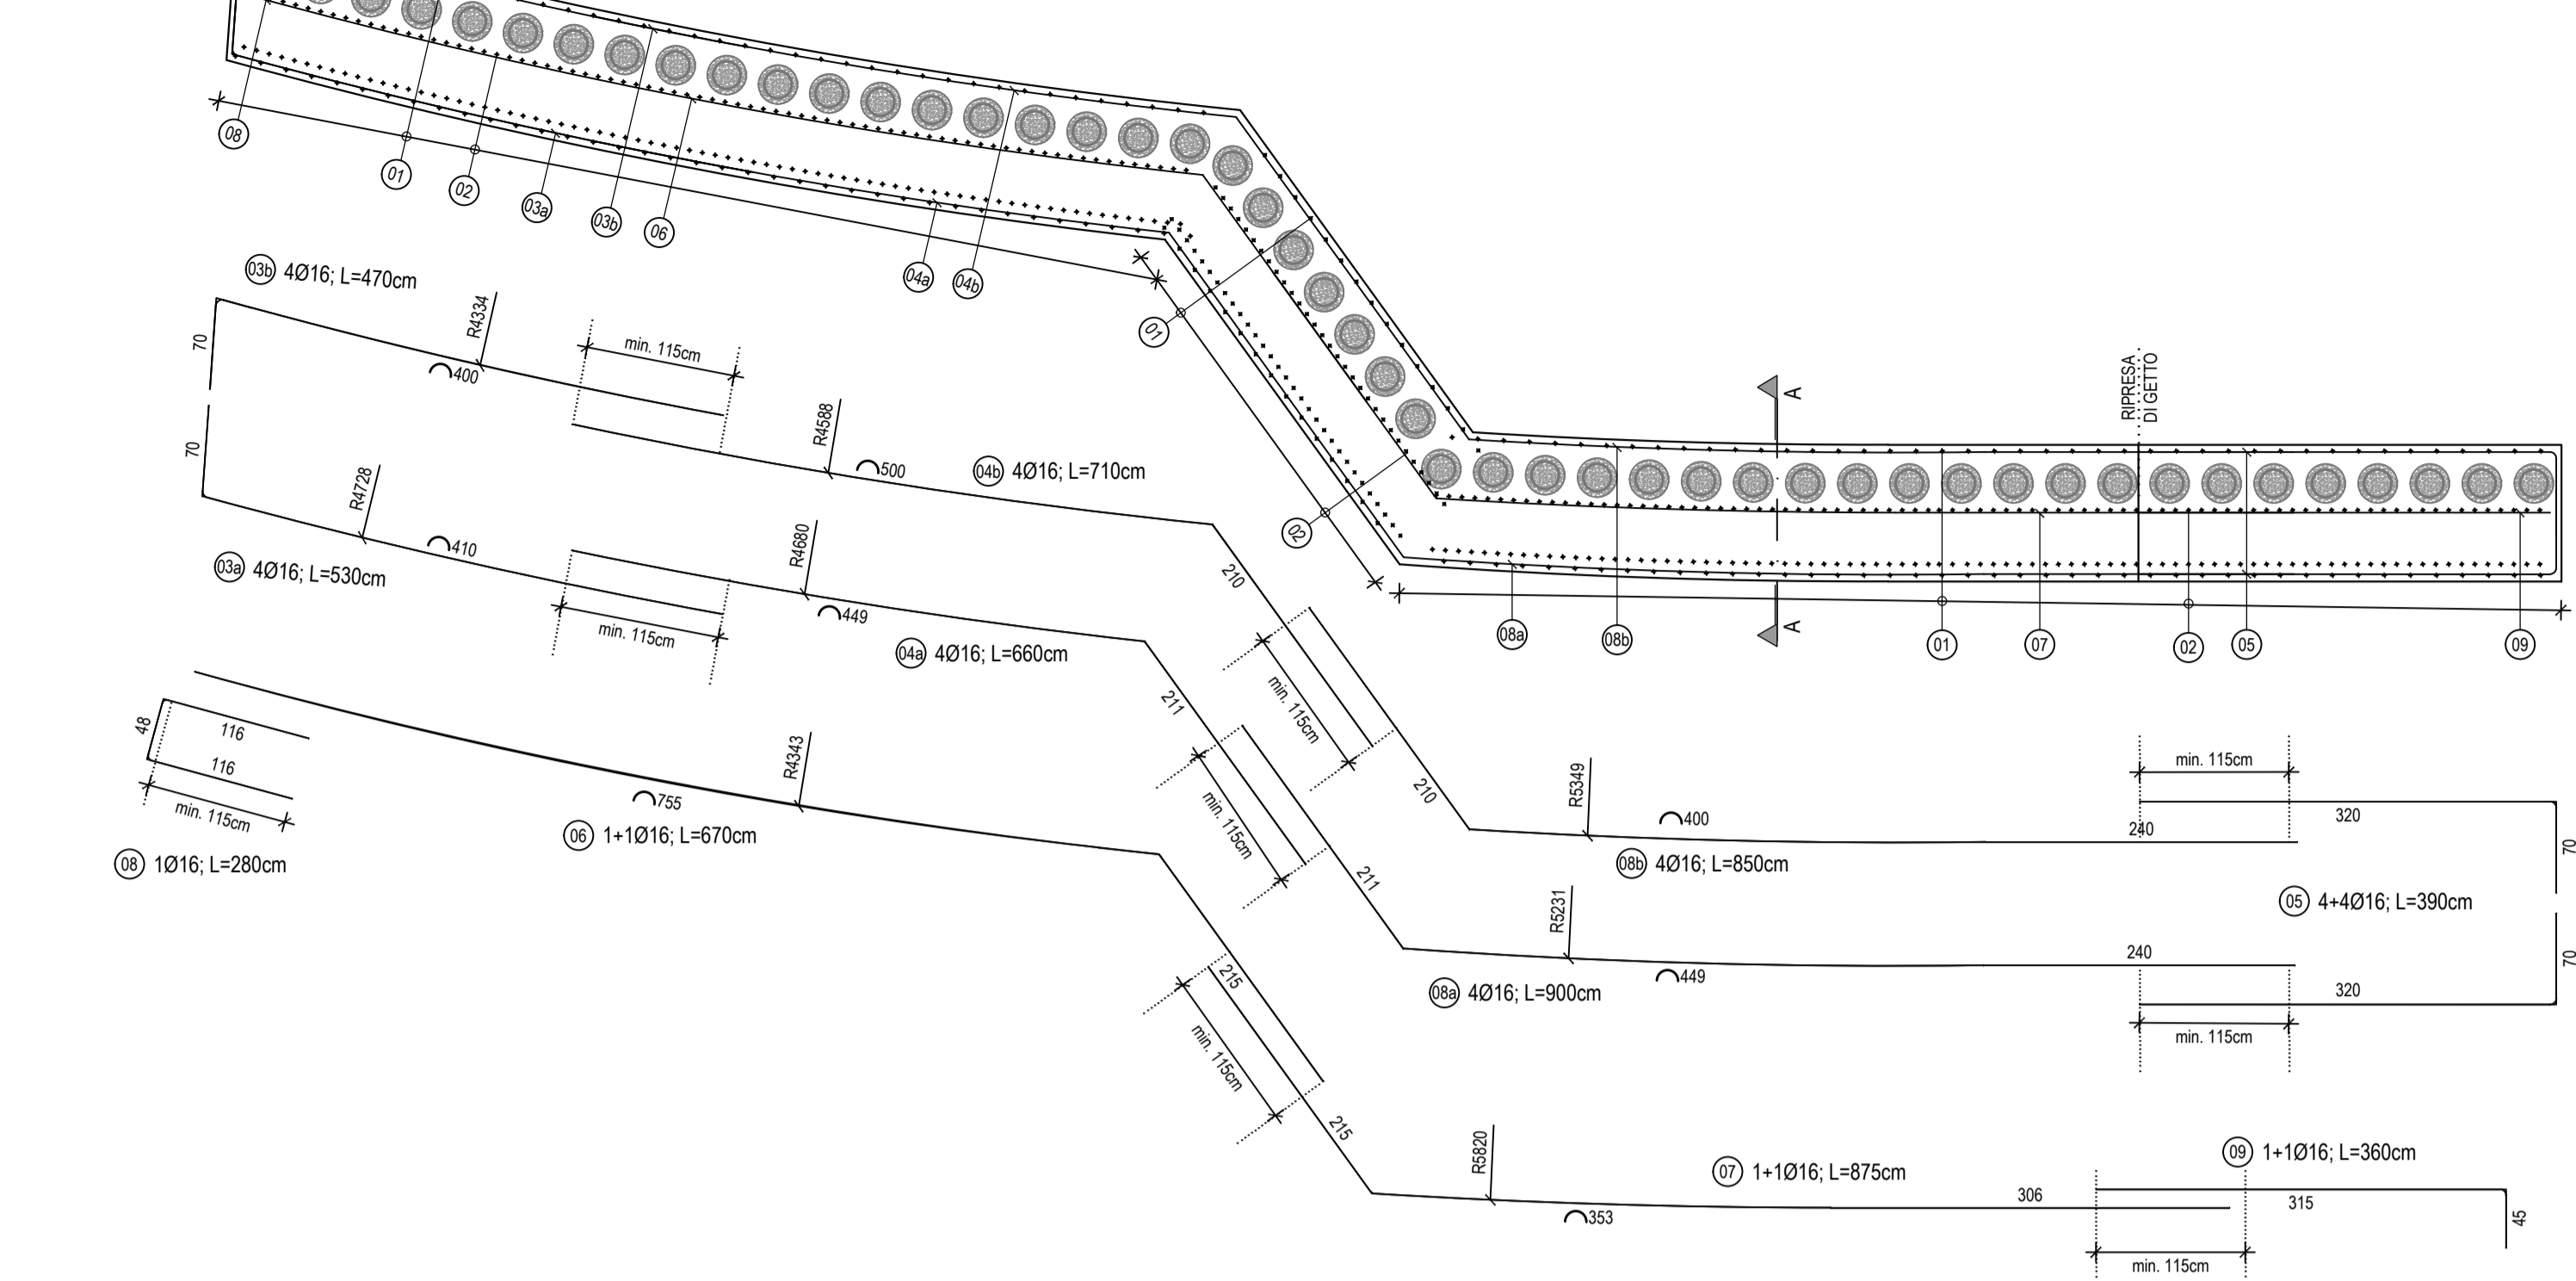 08
01
02
03a
03b
06
04a
04b
01
02
RIPRESA
DI GETTO
A
A
08a
08b
01
07
02
05
09
03b 4Ø16; L=470cm
70
R4334
400
min. 115cm
R4588
500
04b 4Ø16; L=710cm
210
70
R4728
410
03a 4Ø16; L=530cm
min. 115cm
R4680
449
04a 4Ø16; L=660cm
211
min. 115cm
210
R5349
400
08b 4Ø16; L=850cm
240
min. 115cm
320
70
05 4+4Ø16; L=390cm
48
116
116
min. 115cm
08 1Ø16; L=280cm
R4343
755
06 1+1Ø16; L=670cm
min. 115cm
211
R5231
449
08a 4Ø16; L=900cm
240
70
320
min. 115cm
215
min. 115cm
215
R5820
353
07 1+1Ø16; L=875cm
306
09 1+1Ø16; L=360cm
315
45
min. 115cm